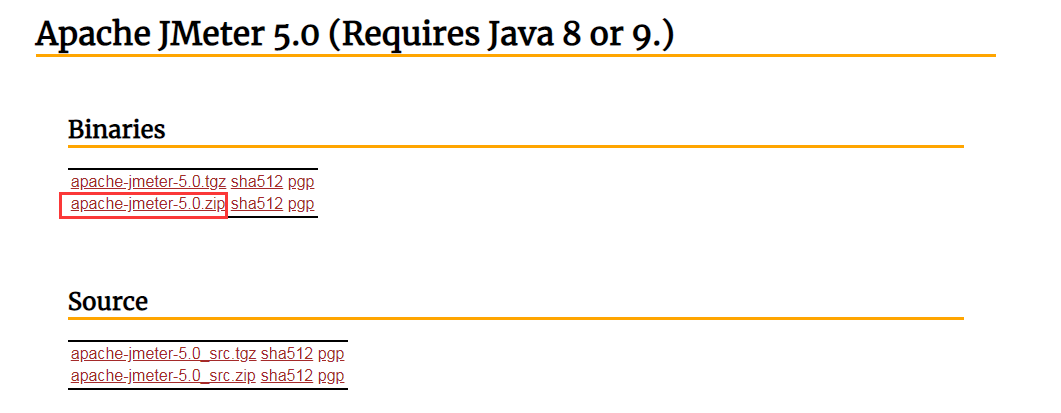 Apache JMeter 5.0 (Requires Java 8 or 9.)
Binaries
apache-jmeter-5.0.tgz sha512 pgp
apache-jmeter-5.0.zip sha512 pgp
Source
apache-jmeter-5.0_src.tgz sha512 pgp
apache-jmeter-5.0_src.zip sha512 pgp